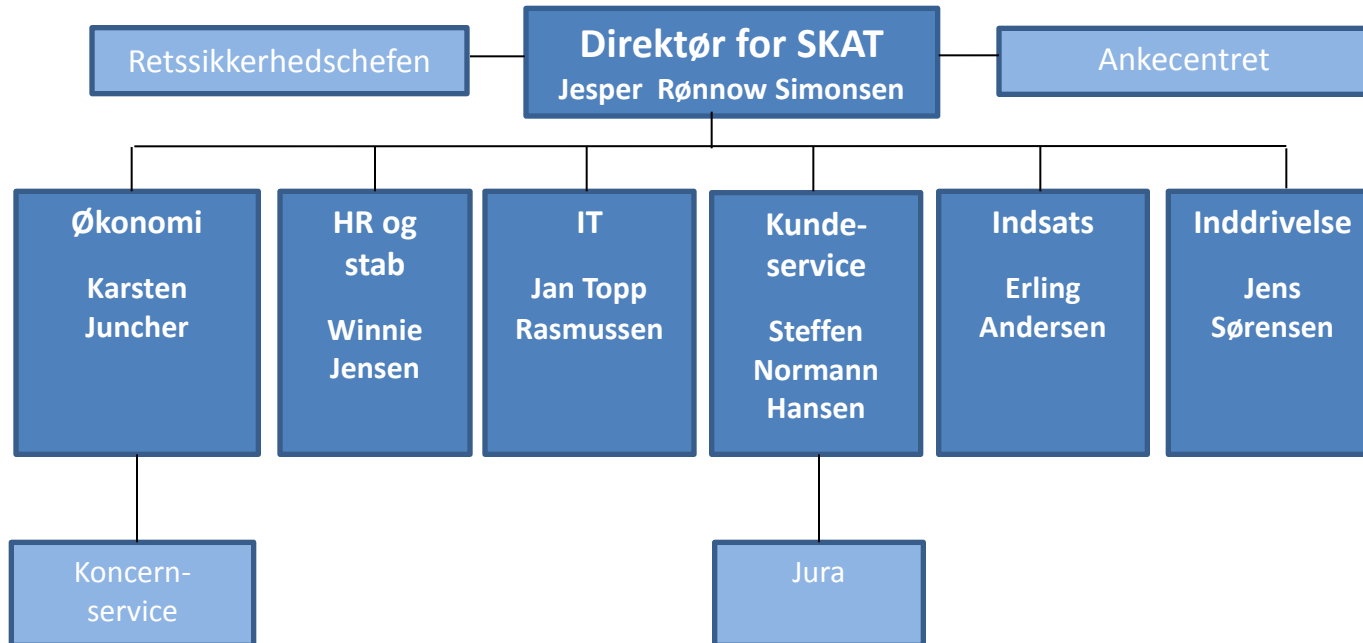 Retssikkerhedschefen
Direktør for SKAT
Jesper Rønnow Simonsen
Ankecentret
Økonomi
Karsten
Juncher
HR og
stab
Winnie
Jensen
IT
Jan Topp
Rasmussen
Kunde-
service
Steffen
Normann
Hansen
Indsats
Erling
Andersen
Inddrivelse
Jens
Sørensen
Koncern-
service
Jura